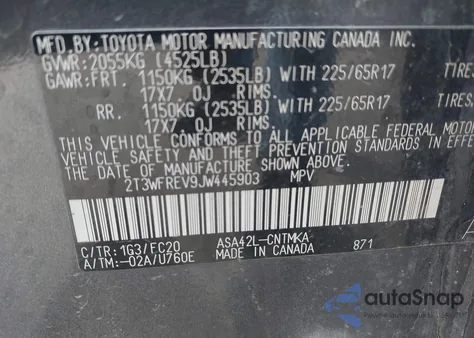 MFD.BY:TOYOTA MOTOR MANUFACTURING CANADA INC.
GVWR: 2055KG (4525LB)
GAWR:FRT. 1150KG (2535LB) WITH 225/65R17 TIRES,
17X7.0J RIMS.
RR. 1150KG (2535LB) WITH 225/65R17 TIRES,
17X7.0J RIMS.
THIS VEHICLE CONFORMS TO ALL APPLICABLE FEDERAL MOTOR
VEHICLE SAFETY AND THEFT PREVENTION STANDARDS IN EFFECT
ON THE DATE OF MANUFACTURE SHOWN ABOVE.
2T3WFREV9JW445903 MPV
C/TR: 1G3/FC20 ASA42L-CNTMKA
A/TM:-02A/U760E MADE IN CANADA 871
autoSnap